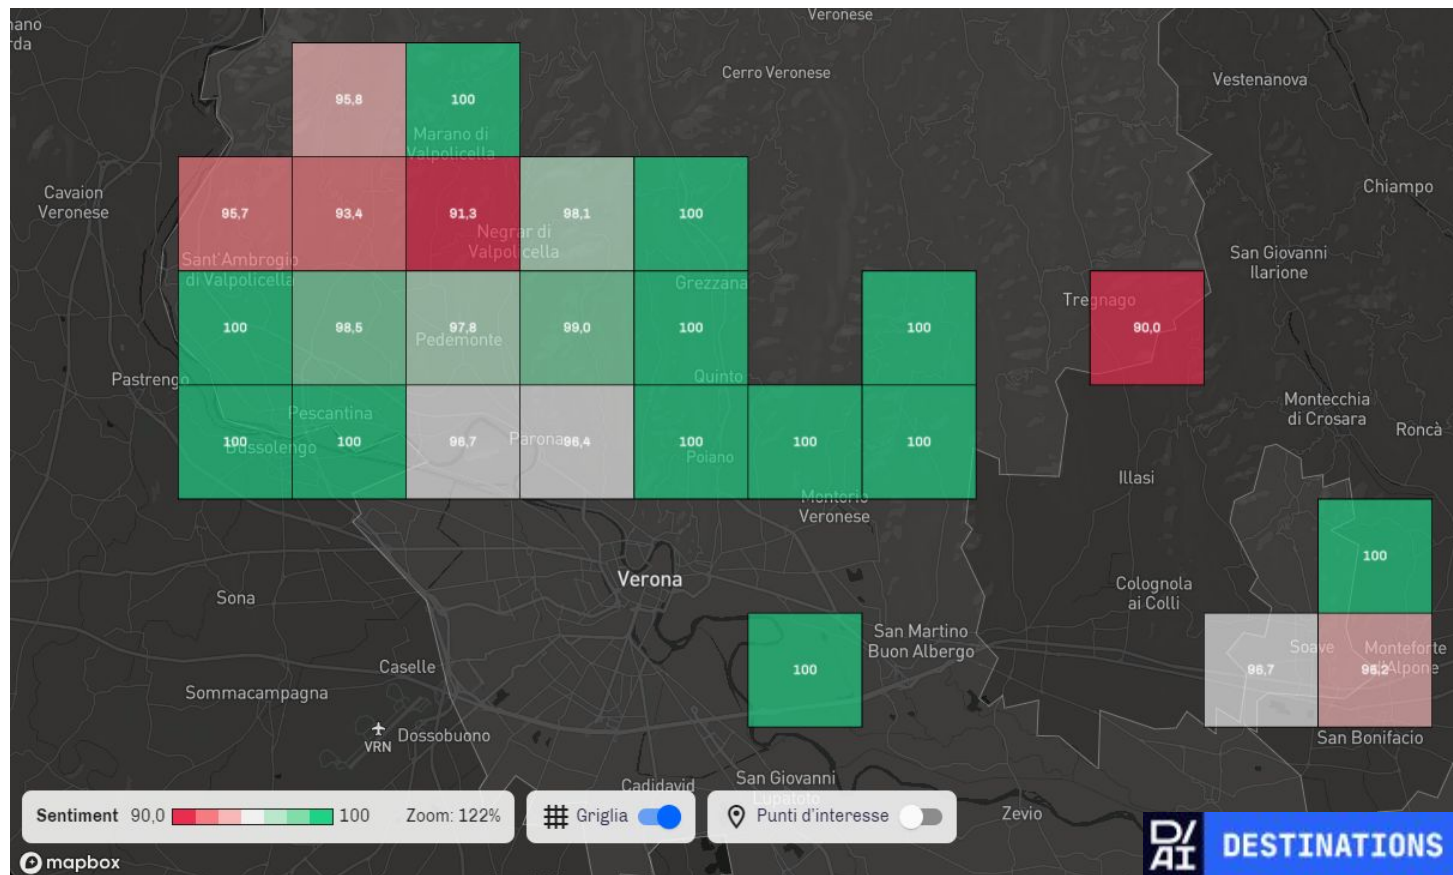 Veronese
Cerro Veronese
Vestenanova
95,8
100
Marano di
Valpolicella
Cavaion
Veronese
Chiampo
95,7
93,4
91,3
98,1
100
Negrar di
Valpolicella
San Giovanni
Ilarione
Sant'Ambrogio
di Valpolicella
Grezzana
Tregnago
100
98,5
97,8
99,0
100
100
90,0
Pedemonte
Pastrengo
Quinto
Montecchia
di Crosara
Roncà
Pescantina
100
100
96,7
96,4
100
100
100
Bussolengo
Parona
Poiano
Illasi
Montorio
Veronese
100
Verona
Sona
Colognola
ai Colli
San Martino
Buon Albergo
Caselle
100
96,7
Soave
Monteforte
d'Alpone
Sommacampagna
VRN
Dossobuono
San Bonifacio
Cadidavid
San Giovanni
Lupatoto
Zevio
Sentiment 90,0 100 Zoom: 122%
Griglia
Punti d'interesse
mapbox
D/
AI
DESTINATIONS